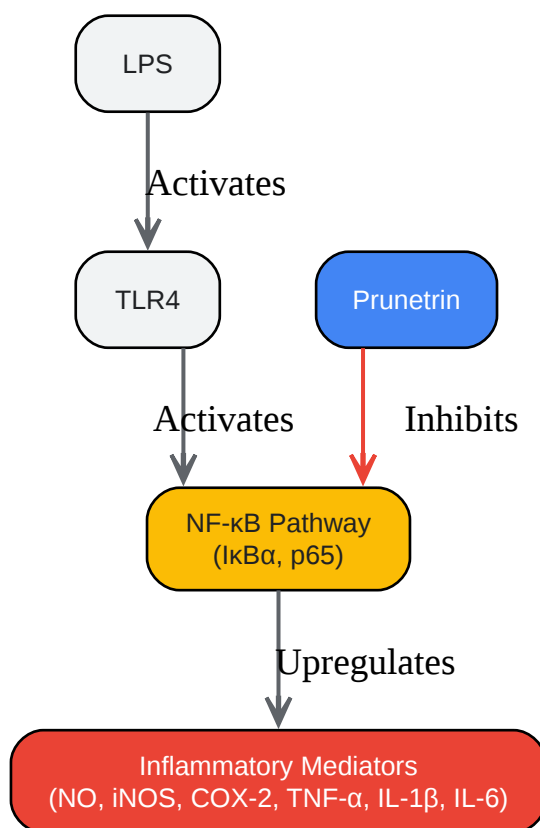 LPS
Activates
TLR4
Prunetrin
Activates
Inhibits
NF-κB Pathway
(IκBα, p65)
Upregulates
Inflammatory Mediators
(NO, iNOS, COX-2, TNF-α, IL-1β, IL-6)